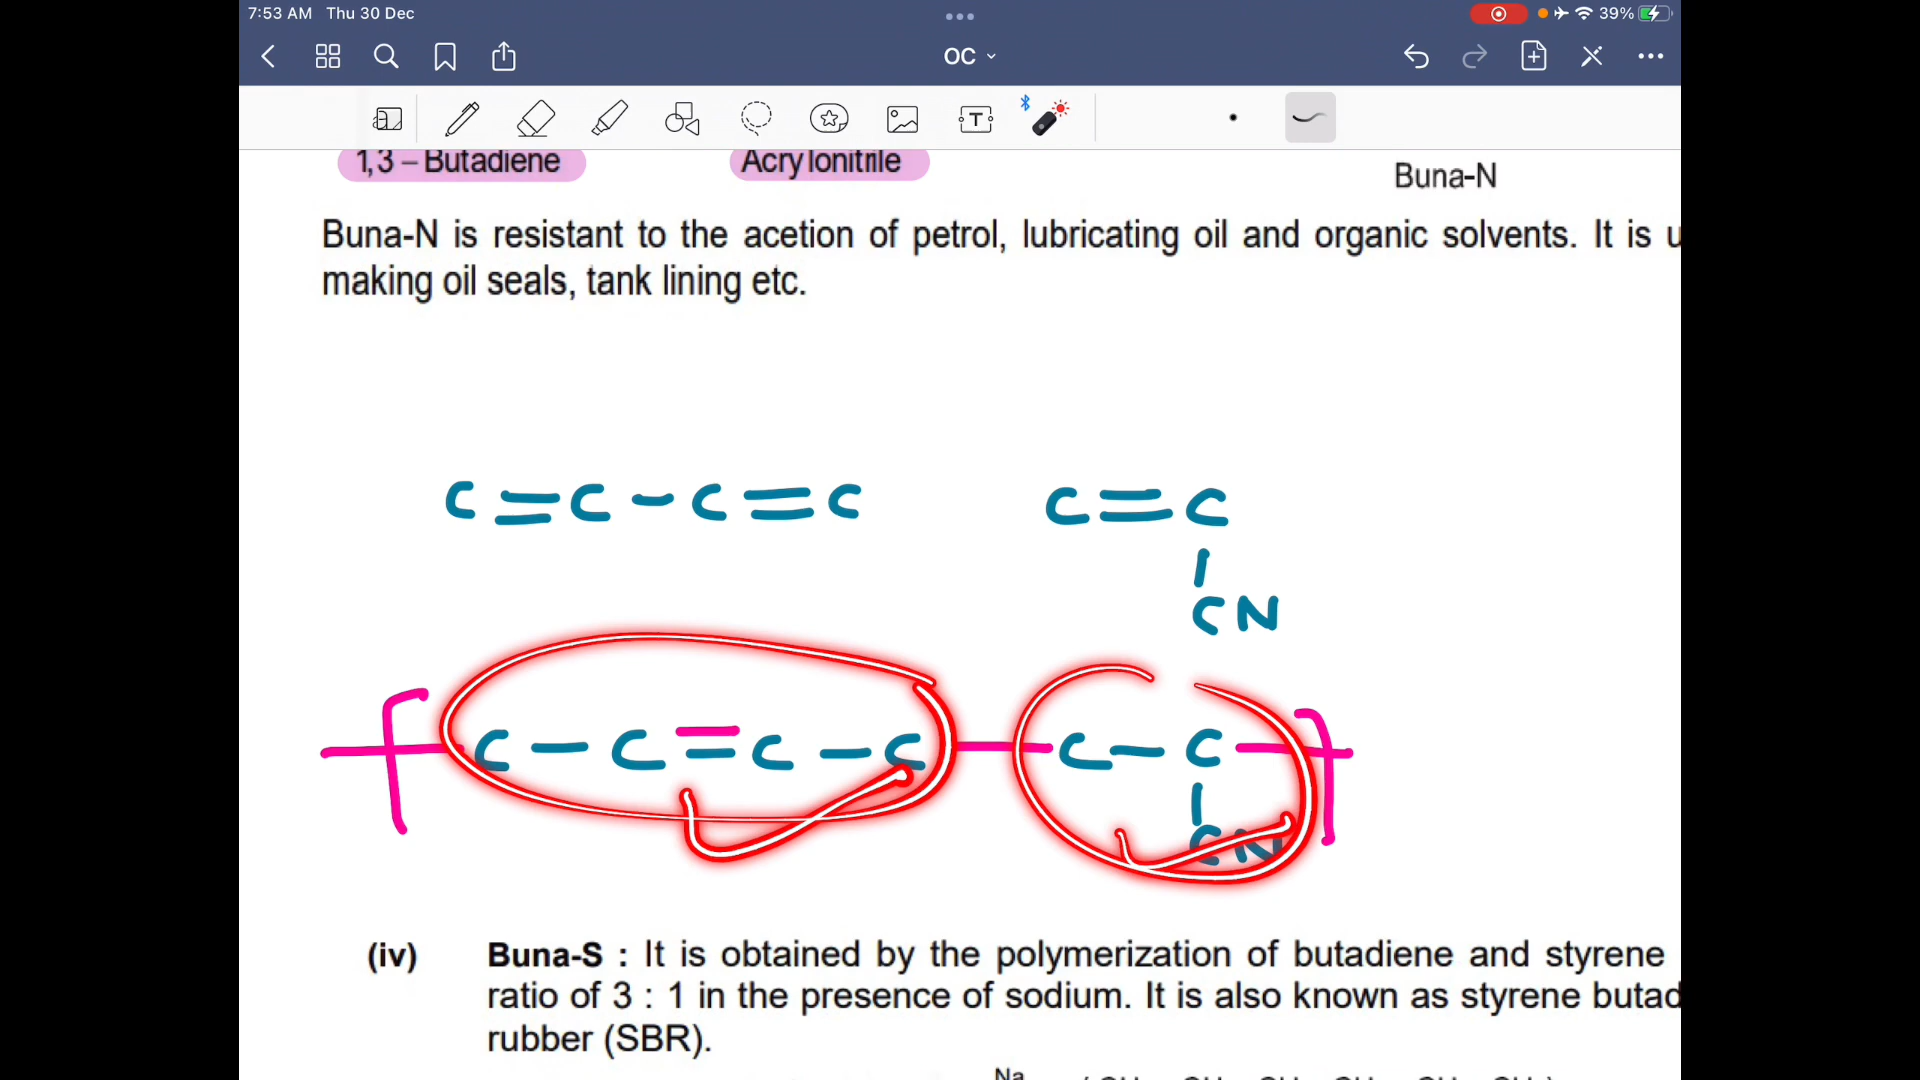 7:53 AM Thu 30 Dec
39%
OC
T
1,3 – Butadiene Acrylonitrile
Buna-N
Buna-N is resistant to the acetion of petrol, lubricating oil and organic solvents. It is u
making oil seals, tank lining etc.
C=C-C=C C=C
CN
C-C=C-C-C-C
CN
(iv) Buna-S : It is obtained by the polymerization of butadiene and styrene
ratio of 3 : 1 in the presence of sodium. It is also known as styrene butad
rubber (SBR).
Na